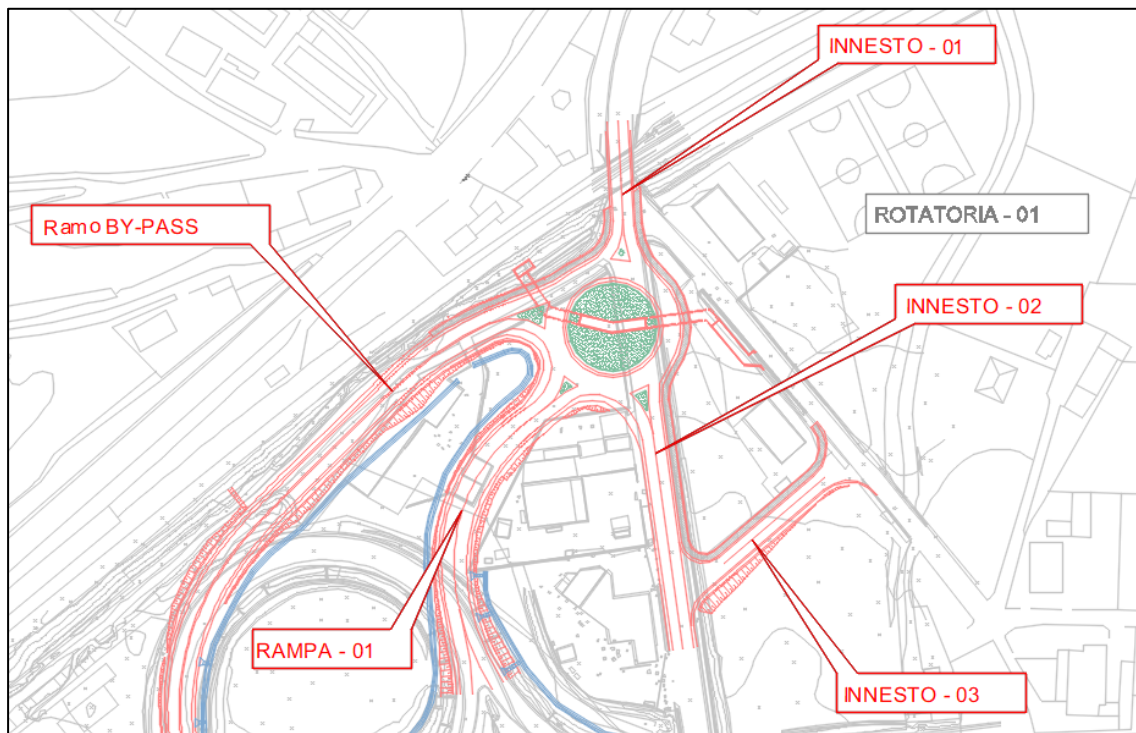 INNESTO - 01
Ramo BY-PASS
ROTATORIA - 01
INNESTO - 02
RAMPA - 01
INNESTO - 03